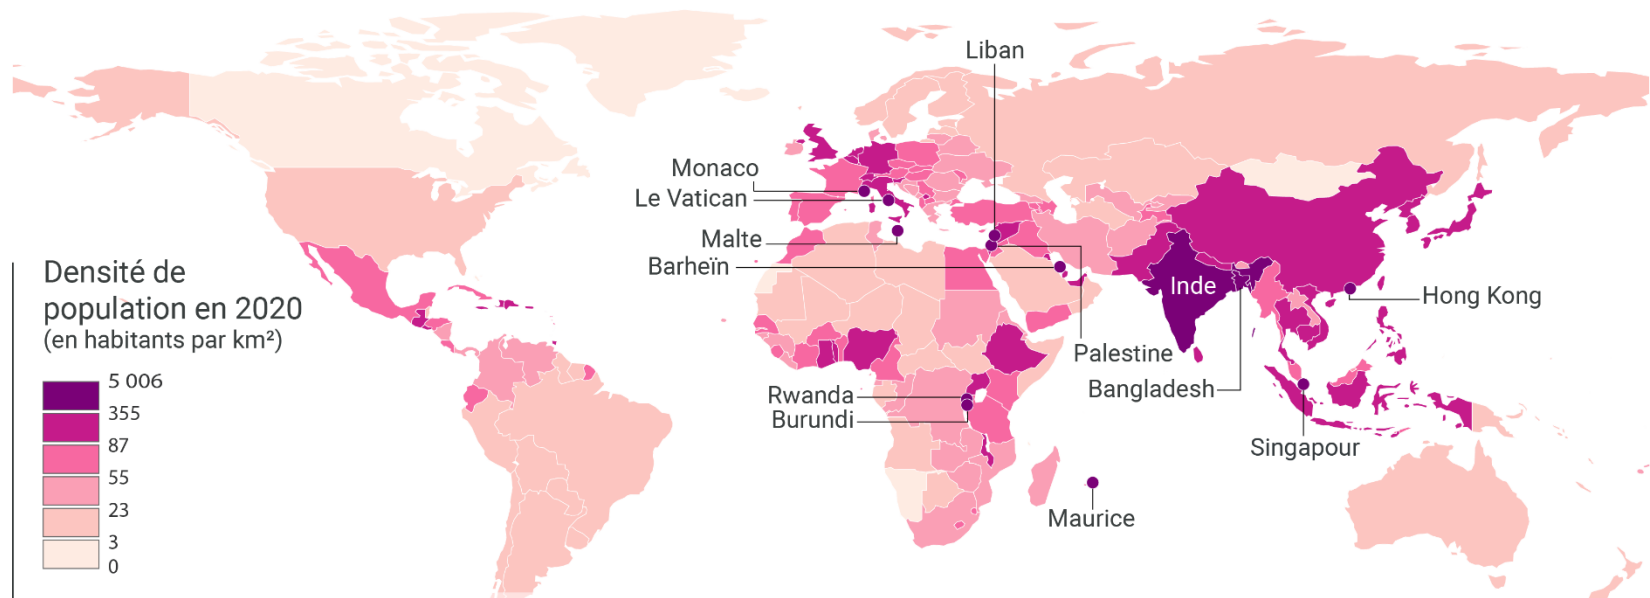 Liban
Monaco
Le Vatican
Malte
Barheïn
Inde
Hong Kong
Palestine
Bangladesh
Rwanda
Burundi
Singapour
Maurice
Densité de
population en 2020
(en habitants par km²)
5 006
355
87
55
23
3
0